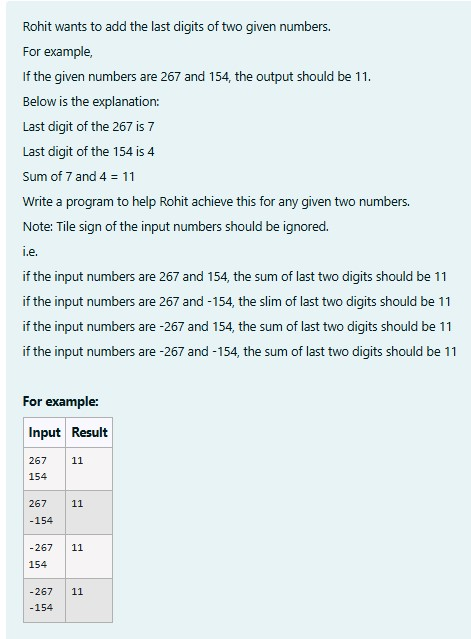 Rohit wants to add the last digits of two given numbers.
For example,
If the given numbers are 267 and 154, the output should be 11.
Below is the explanation:
Last digit of the 267 is 7
Last digit of the 154 is 4
Sum of 7 and 4 = 11
Write a program to help Rohit achieve this for any given two numbers.
Note: Tile sign of the input numbers should be ignored.
i.e.
if the input numbers are 267 and 154, the sum of last two digits should be 11
if the input numbers are 267 and -154, the slim of last two digits should be 11
if the input numbers are -267 and 154, the sum of last two digits should be 11
if the input numbers are -267 and -154, the sum of last two digits should be 11
For example:
Input Result
267 11
154
267 11
-154
-267 11
154
-267 11
-154